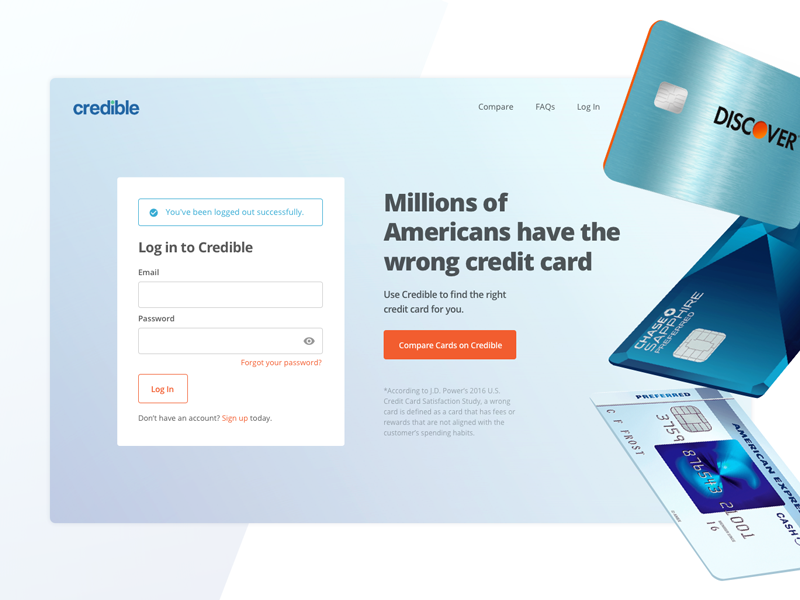 credible
Compare
FAQs
Log In
You've been logged out successfully.
Log in to Credible
Email
Password
Forgot your password?
Log In
Don't have an account? Sign up today.
Millions of
Americans have the
wrong credit card
Use Credible to find the right
credit card for you.
Compare Cards on Credible
*According to J.D. Power's 2016 U.S.
Credit Card Satisfaction Study, a wrong
card is defined as a card that has fees or
rewards that are not aligned with the
customer's spending habits.
DISCOVER
CHASE
SAPPHIRE
PREFERRED
PREFERRED
AMERICAN EXPRE
CASH
3759
876543
21001
16
C F FROST